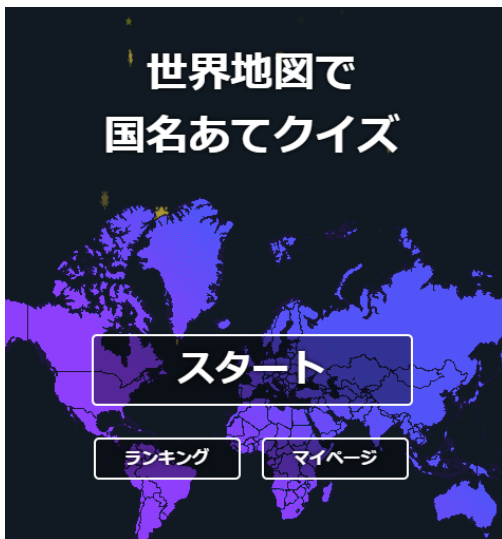 世界地図で
国名あてクイズ
スタート
ランキング
マイページ